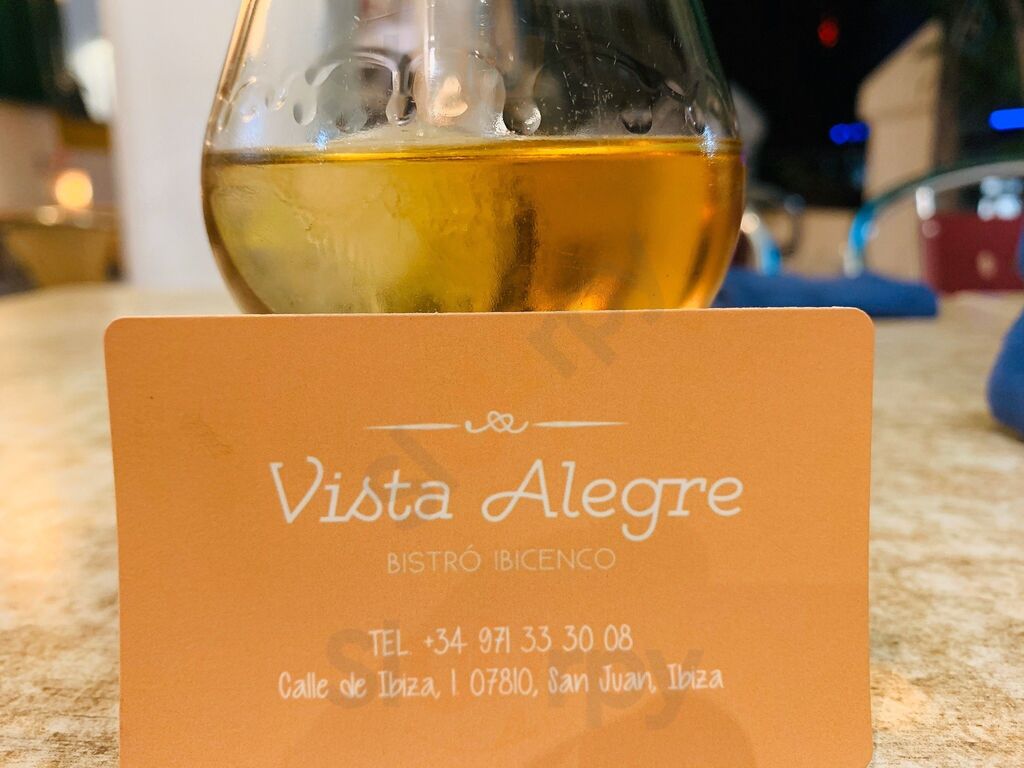 Vista Alegre
BISTRÓ IBICENCO
TEL. +34 971 33 30 08
Calle de Ibiza, 1 07810, San Juan, Ibiza